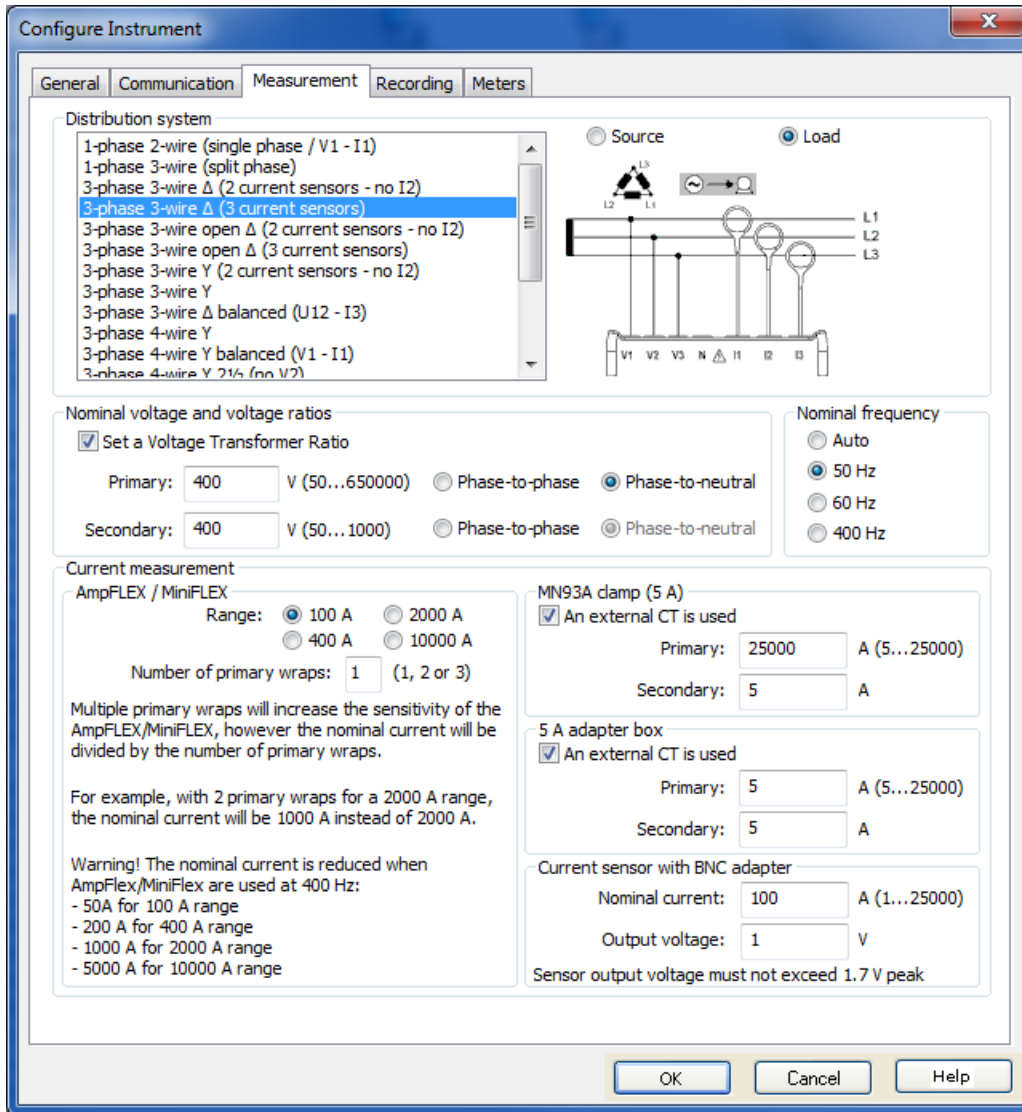 Configure Instrument
x
General Communication Measurement Recording Meters
Distribution system
1-phase 2-wire (single phase / V1 - I1)
1-phase 3-wire (split phase)
3-phase 3-wire Δ (2 current sensors - no I2)
3-phase 3-wire Δ (3 current sensors)
3-phase 3-wire open Δ (2 current sensors - no I2)
3-phase 3-wire open Δ (3 current sensors)
3-phase 3-wire Y (2 current sensors - no I2)
3-phase 3-wire Y
3-phase 3-wire Δ balanced (U12 - I3)
3-phase 4-wire Y
3-phase 4-wire Y balanced (V1 - I1)
3-phase 4-wire Y 2½ (no V2)
Source Load
L3
L2 L1
L1
L2
L3
V1 V2 V3 N I1 I2 I3
Nominal voltage and voltage ratios
Set a Voltage Transformer Ratio
Primary: 400 V (50...650000) Phase-to-phase Phase-to-neutral
Secondary: 400 V (50...1000) Phase-to-phase Phase-to-neutral
Nominal frequency
Auto
50 Hz
60 Hz
400 Hz
Current measurement
AmpFLEX / MiniFLEX
Range: 100 A 2000 A
400 A 10000 A
Number of primary wraps: 1 (1, 2 or 3)
Multiple primary wraps will increase the sensitivity of the
AmpFLEX/MiniFLEX, however the nominal current will be
divided by the number of primary wraps.
For example, with 2 primary wraps for a 2000 A range,
the nominal current will be 1000 A instead of 2000 A.
Warning! The nominal current is reduced when
AmpFlex/MiniFlex are used at 400 Hz:
- 50A for 100 A range
- 200 A for 400 A range
- 1000 A for 2000 A range
- 5000 A for 10000 A range
MN93A clamp (5 A)
An external CT is used
Primary: 25000 A (5...25000)
Secondary: 5 A
5 A adapter box
An external CT is used
Primary: 5 A (5...25000)
Secondary: 5 A
Current sensor with BNC adapter
Nominal current: 100 A (1...25000)
Output voltage: 1 V
Sensor output voltage must not exceed 1.7 V peak
OK Cancel Help